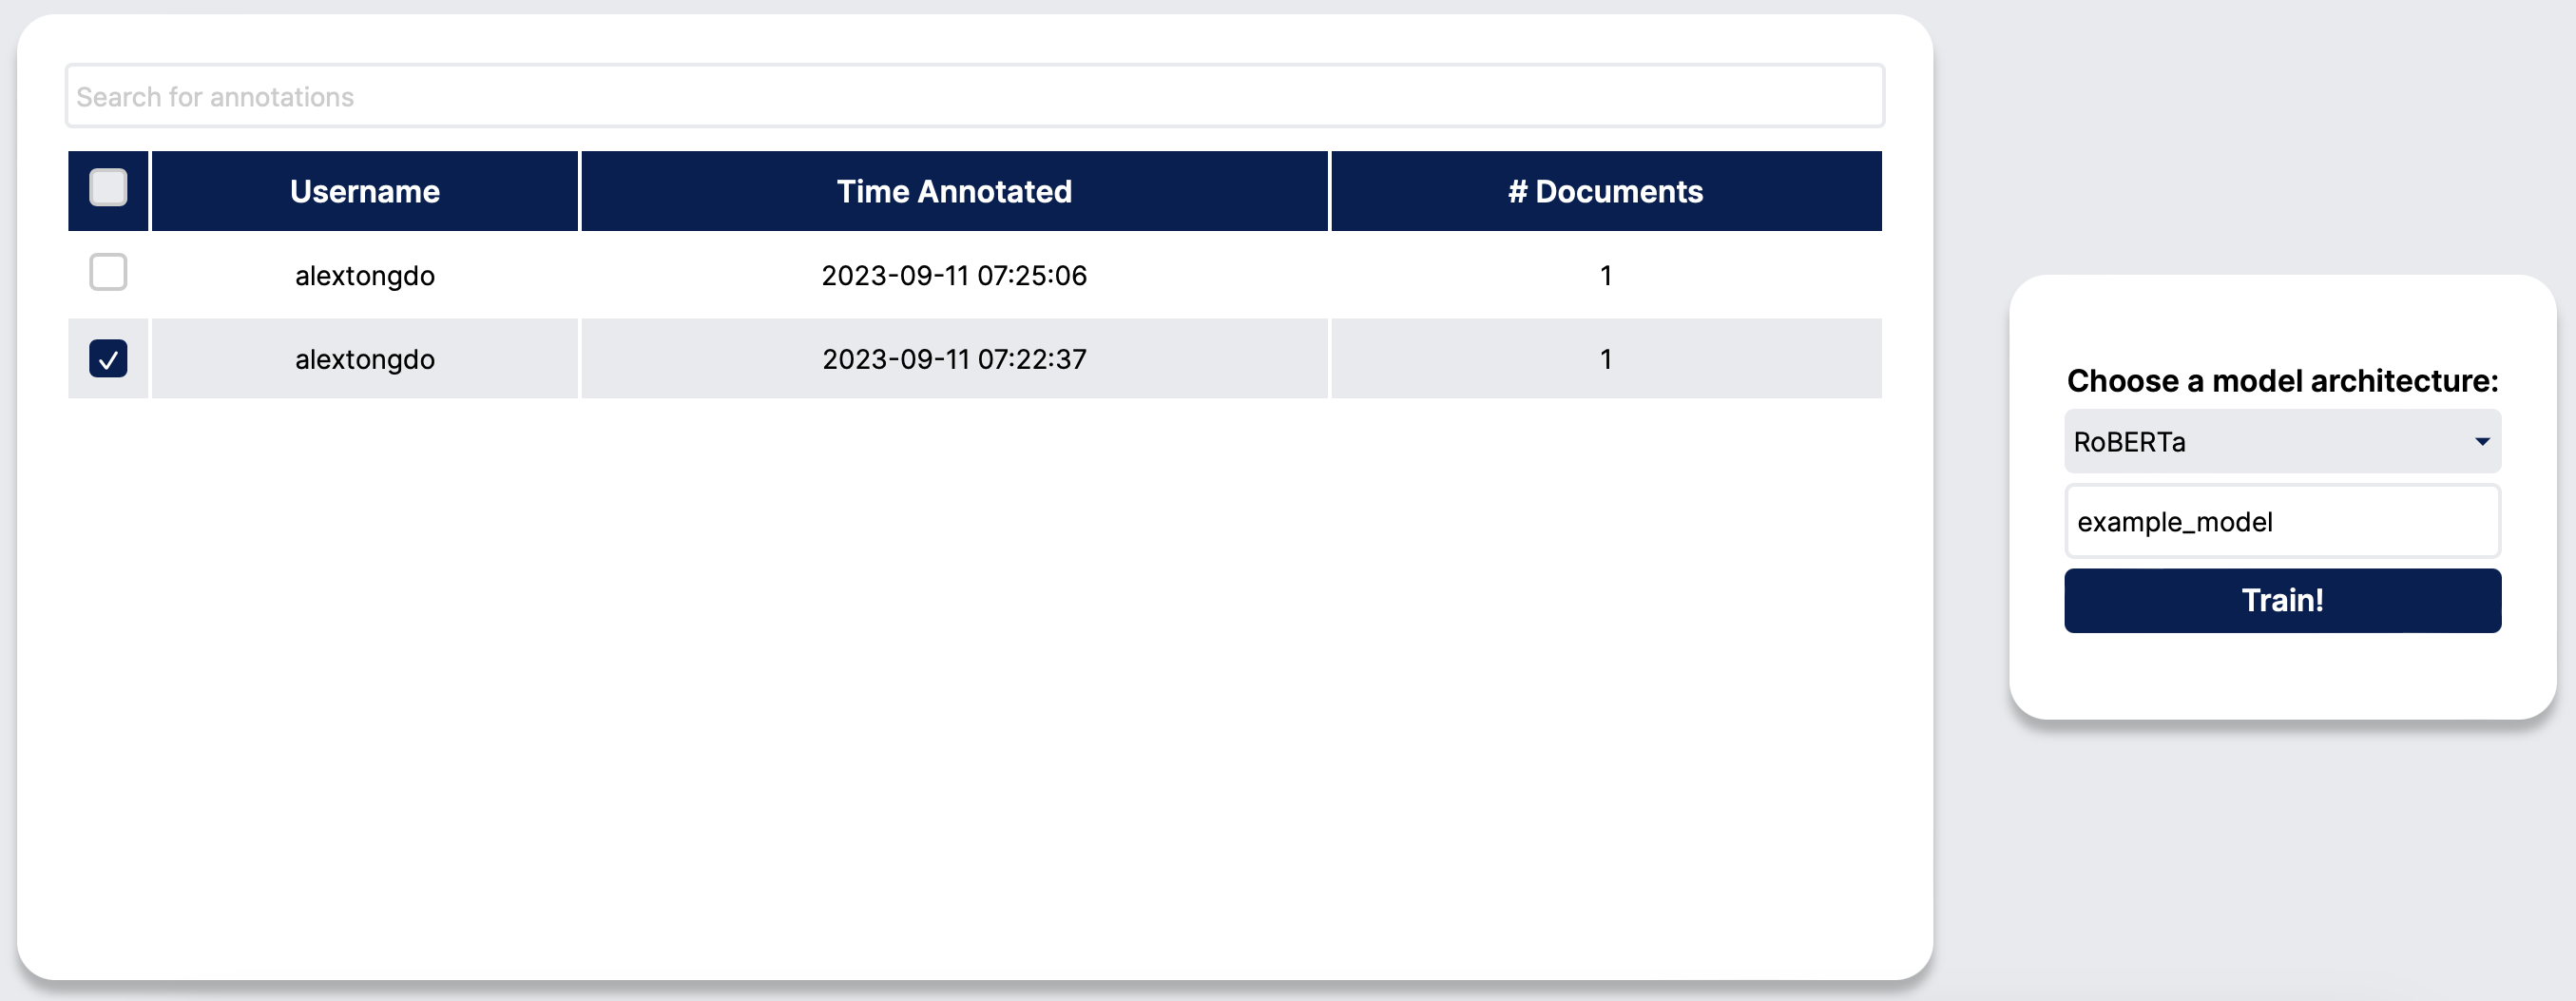 Search for annotations
Username Time Annotated # Documents
alextongdo 2023-09-11 07:25:06 1
alextongdo 2023-09-11 07:22:37 1
Choose a model architecture:
RoBERTa
example_model
Train!